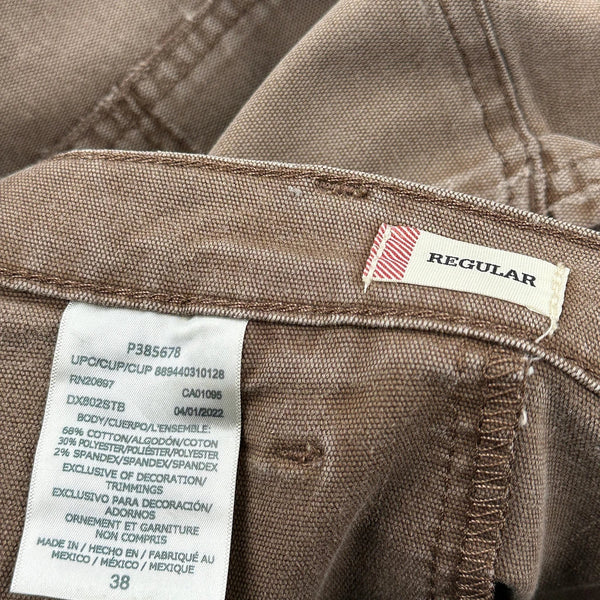 REGULAR
P385678
UPC/CUP/CUP 889440310128
RN20697 CA01095
DX802STB 04/01/2022
BODY/CUERPO/L'ENSEMBLE:
68% COTTON/ALGODÓN/COTON
30% POLYESTER/POLIÉSTER/POLYESTER
2% SPANDEX/SPANDEX/SPANDEX
EXCLUSIVE OF DECORATION/
TRIMMINGS
EXCLUSIVO PARA DECORACIÓN/
ADORNOS
ORNEMENT ET GARNITURE
NON COMPRIS
MADE IN / HECHO EN / FABRIQUÉ AU
MEXICO / MÉXICO / MEXIQUE
38